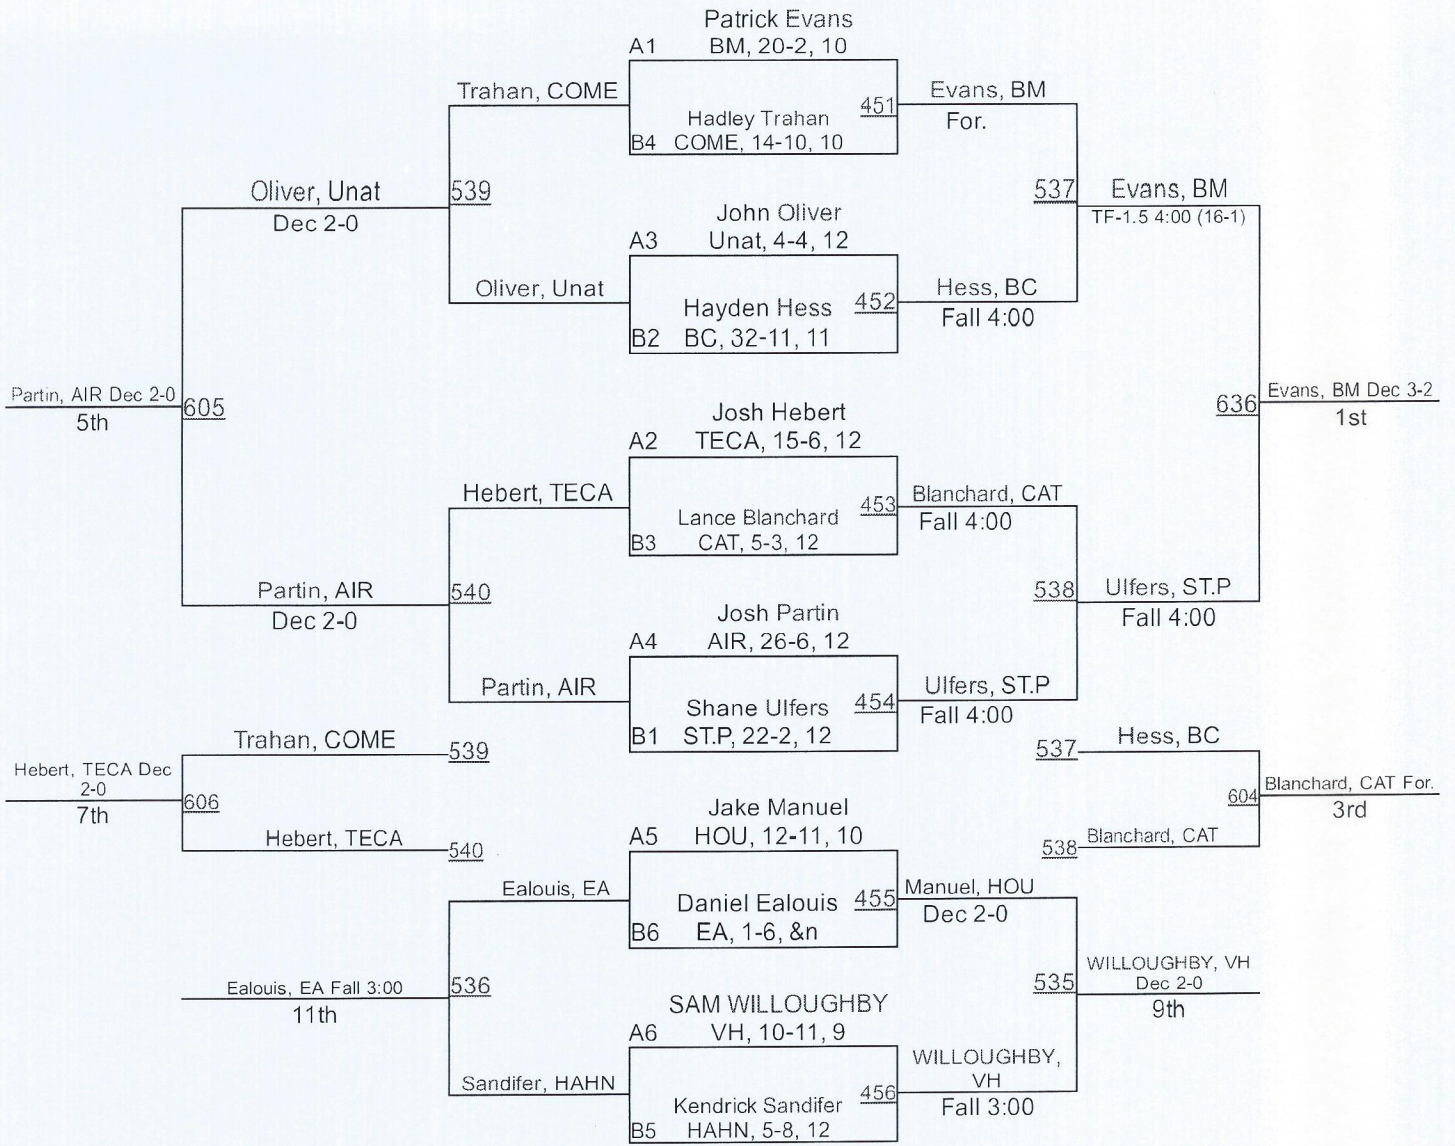 Patrick Evans
A1 BM, 20-2, 10
Trahan, COME
451
Evans, BM
For.
Hadley Trahan
B4 COME, 14-10, 10
Oliver, Unat
Dec 2-0
539
537
Evans, BM
TF-1.5 4:00 (16-1)
John Oliver
A3 Unat, 4-4, 12
Oliver, Unat
Hayden Hess
452
Hess, BC
Fall 4:00
B2 BC, 32-11, 11
Partin, AIR Dec 2-0
5th
605
636
Evans, BM Dec 3-2
1st
Josh Hebert
A2 TECA, 15-6, 12
Hebert, TECA
Lance Blanchard
453
Blanchard, CAT
Fall 4:00
B3 CAT, 5-3, 12
Partin, AIR
Dec 2-0
540
538
Ulfers, ST.P
Fall 4:00
Josh Partin
A4 AIR, 26-6, 12
Partin, AIR
Shane Ulfers
454
Ulfers, ST.P
Fall 4:00
B1 ST.P, 22-2, 12
Trahan, COME
539
537
Hess, BC
Hebert, TECA Dec
2-0
7th
606
604
Blanchard, CAT For.
3rd
Hebert, TECA
540
538
Blanchard, CAT
Jake Manuel
A5 HOU, 12-11, 10
Ealouis, EA
Daniel Ealouis
455
Manuel, HOU
Dec 2-0
B6 EA, 1-6, &n
Ealouis, EA Fall 3:00
11th
536
535
WILLOUGHBY, VH
Dec 2-0
9th
SAM WILLOUGHBY
A6 VH, 10-11, 9
Sandifer, HAHN
Kendrick Sandifer
456
WILLOUGHBY,
VH
Fall 3:00
B5 HAHN, 5-8, 12